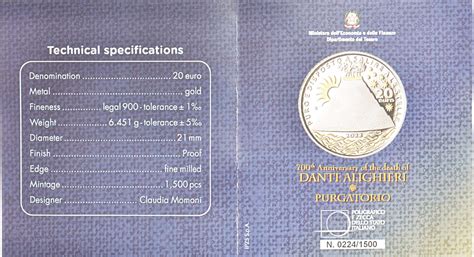 Technical specifications
Denomination 20 euro
Metal gold
Fineness legal 900 - tolerance ± 1‰
Weight 6.451 g - tolerance ± 5‰
Diameter 21 mm
Finish Proof
Edge fine milled
Mintage 1,500 pcs
Designer Claudia Momoni
IPZS S.p.A.
Ministero dell'Economia e delle Finanze
Dipartimento del Tesoro
20
EURO
2022
700th Anniversary of the death of
DANTE ALIGHIERI
PURGATORIO
POLIGRAFICO
E ZECCA
DELLO STATO
ITALIANO
N. 0224/1500